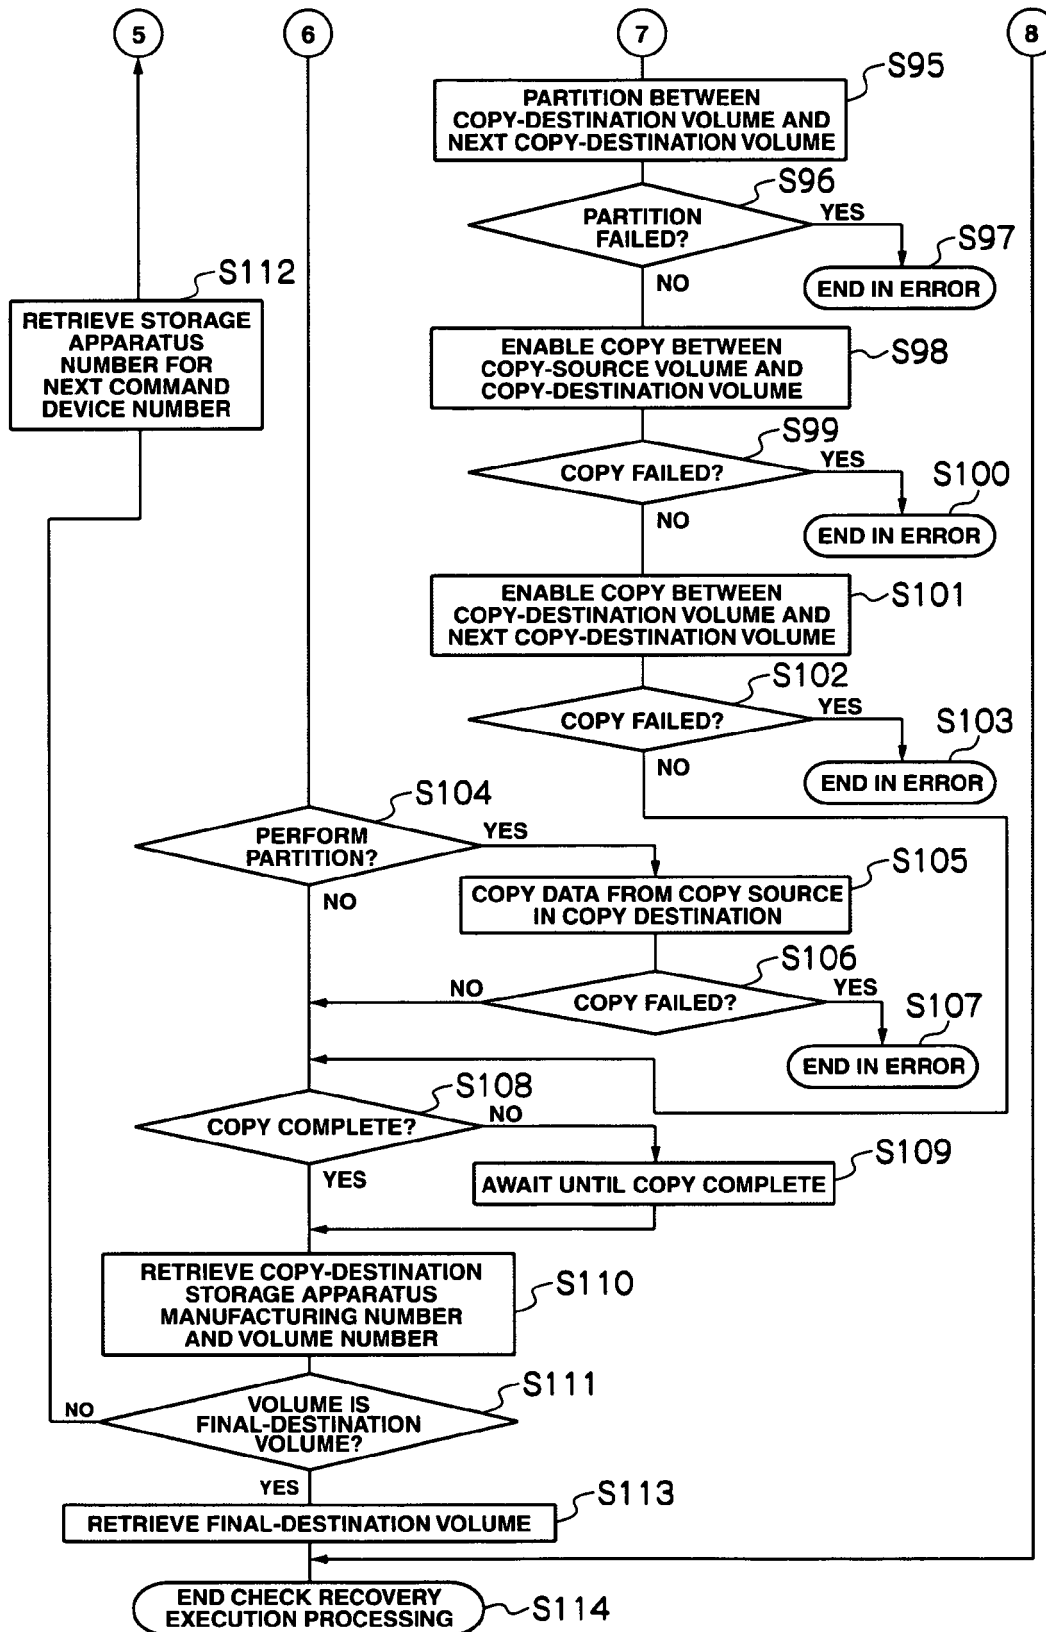 5
6
7
8
S95
PARTITION BETWEEN
COPY-DESTINATION VOLUME AND
NEXT COPY-DESTINATION VOLUME
S96
PARTITION
FAILED?
YES
S97
END IN ERROR
NO
S112
RETRIEVE STORAGE
APPARATUS
NUMBER FOR
NEXT COMMAND
DEVICE NUMBER
S98
ENABLE COPY BETWEEN
COPY-SOURCE VOLUME AND
COPY-DESTINATION VOLUME
S99
COPY FAILED?
YES
S100
END IN ERROR
NO
S101
ENABLE COPY BETWEEN
COPY-DESTINATION VOLUME AND
NEXT COPY-DESTINATION VOLUME
S102
COPY FAILED?
YES
S103
END IN ERROR
NO
S104
PERFORM
PARTITION?
YES
NO
S105
COPY DATA FROM COPY SOURCE
IN COPY DESTINATION
S106
COPY FAILED?
NO
YES
S107
END IN ERROR
S108
COPY COMPLETE?
NO
YES
S109
AWAIT UNTIL COPY COMPLETE
RETRIEVE COPY-DESTINATION
STORAGE APPARATUS
MANUFACTURING NUMBER
AND VOLUME NUMBER
S110
S111
VOLUME IS
FINAL-DESTINATION
VOLUME?
NO
YES
S113
RETRIEVE FINAL-DESTINATION VOLUME
END CHECK RECOVERY
EXECUTION PROCESSING
S114